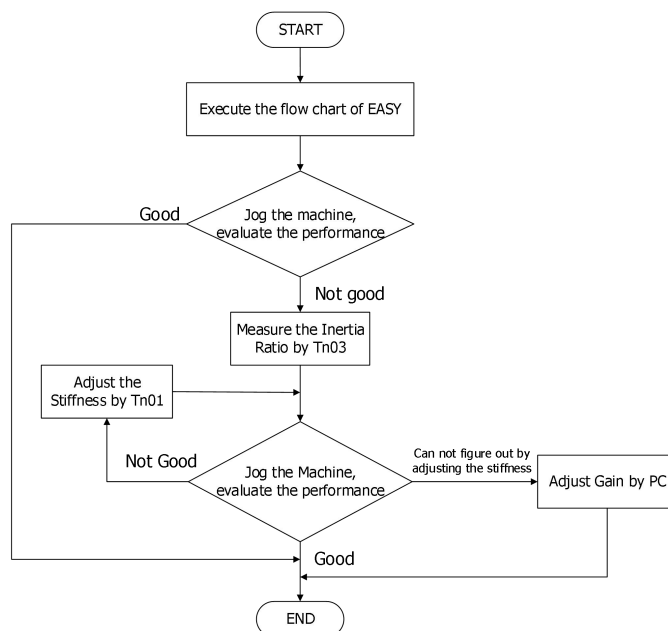 START
Execute the flow chart of EASY
Good
Jog the machine,
evaluate the performance
Not good
Measure the Inertia
Ratio by Tn03
Adjust the
Stiffness by Tn01
Not Good
Jog the Machine,
evaluate the performance
Can not figure out by
adjusting the stiffness
Adjust Gain by PC
Good
END